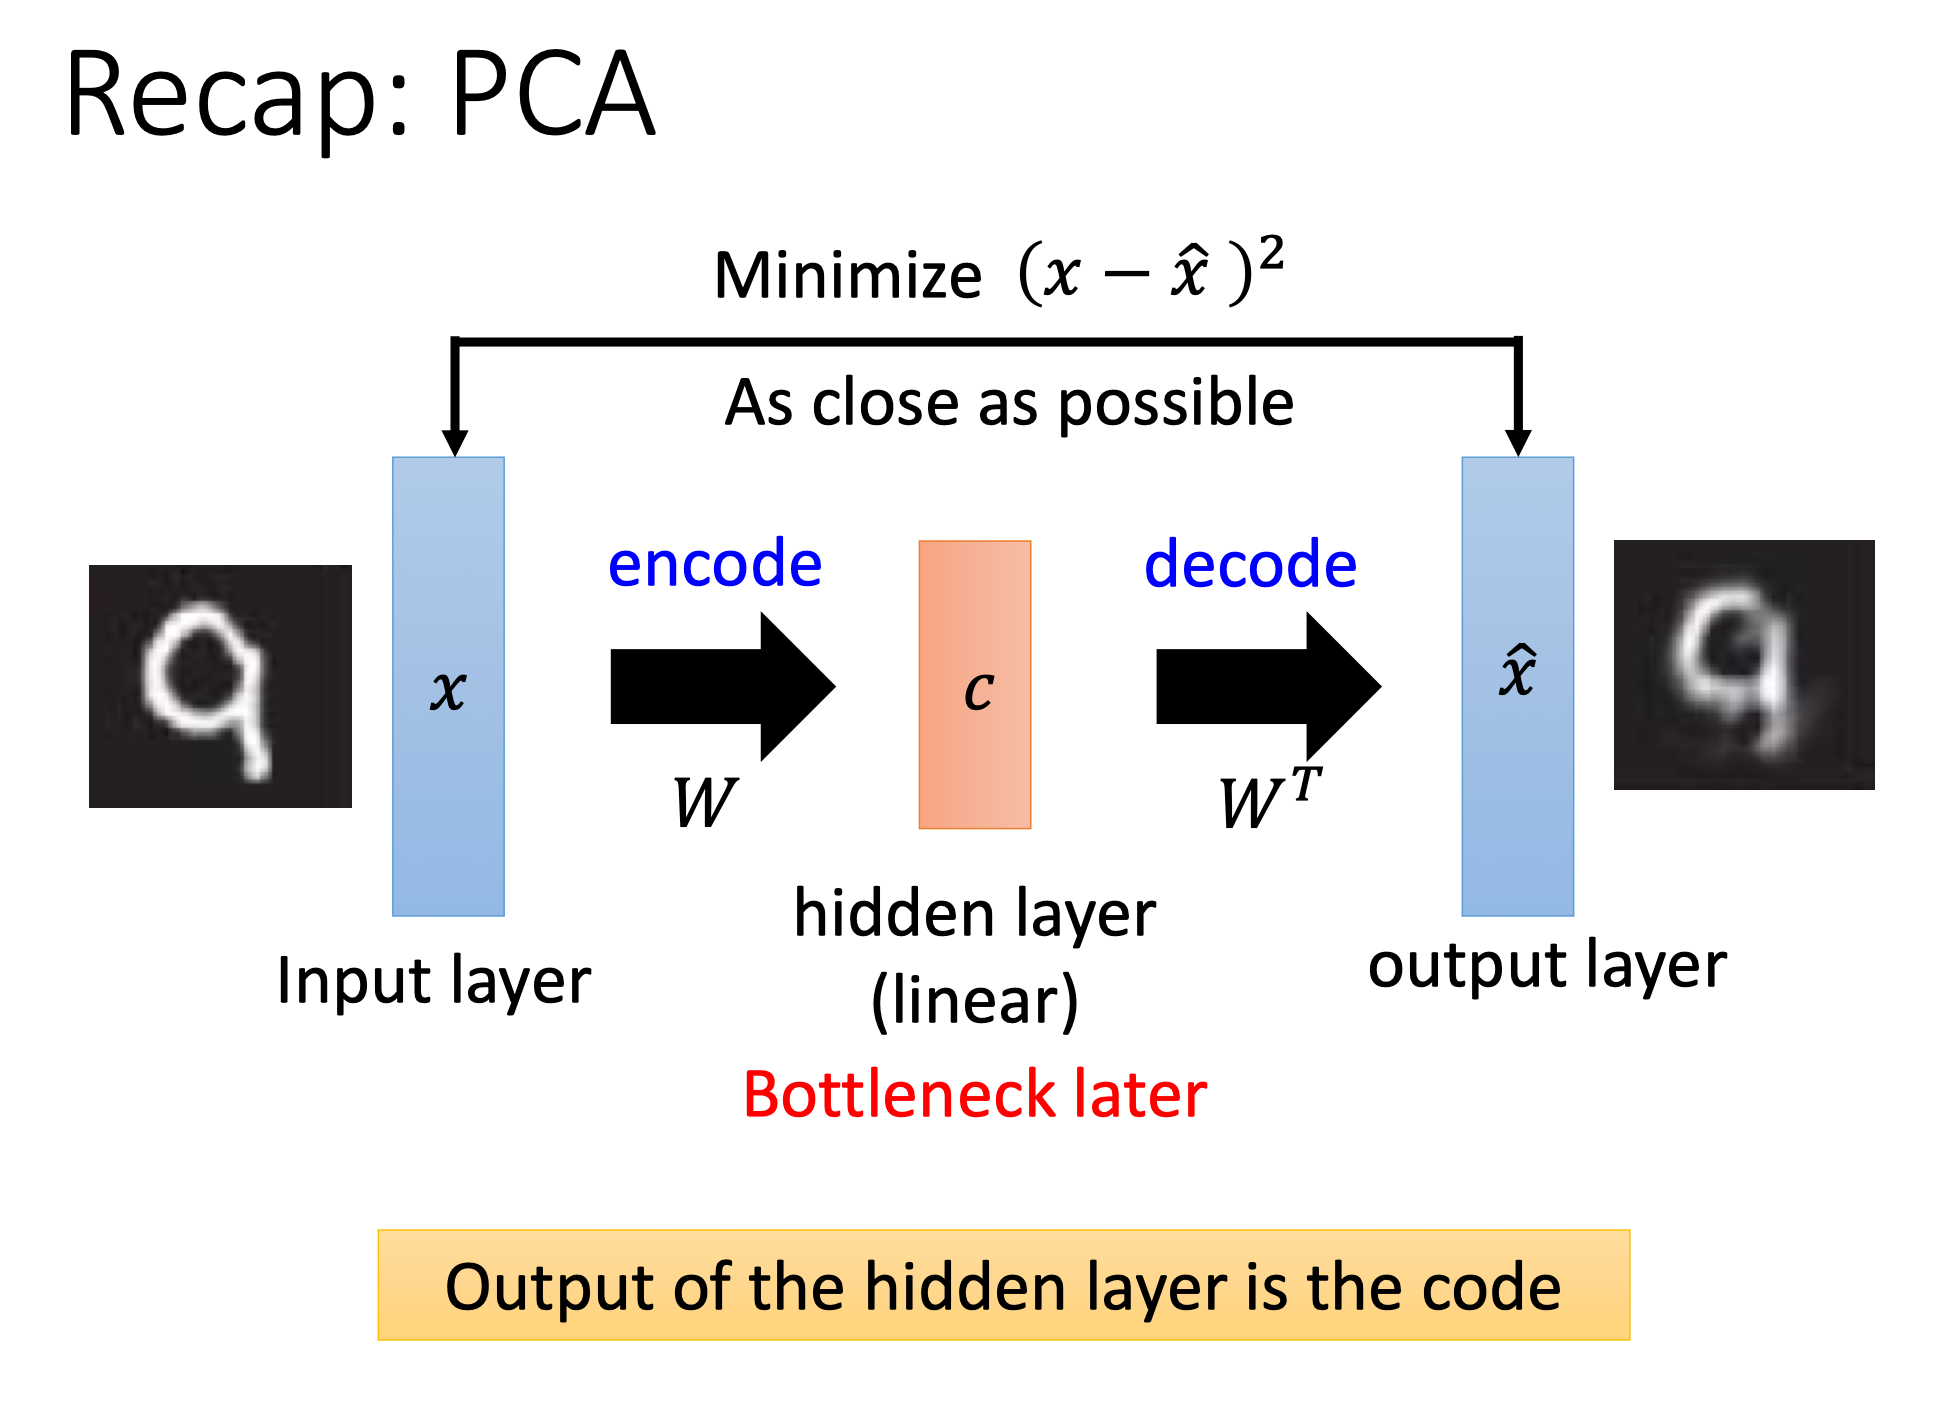 Recap: PCA
Minimize (x − x̂ )²
As close as possible
encode
decode
x
c
x̂
W
Wᵀ
hidden layer
(linear)
Input layer
output layer
Bottleneck later
Output of the hidden layer is the code